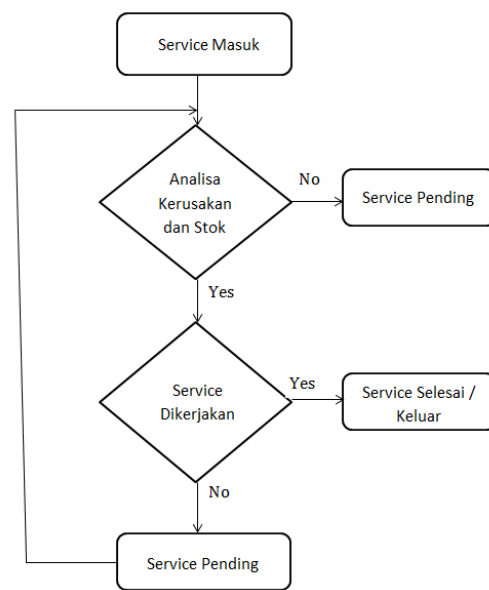 Service Masuk
Analisa
Kerusakan
dan Stok
No
Service Pending
Yes
Service
Dikerjakan
Yes
Service Selesai /
Keluar
No
Service Pending